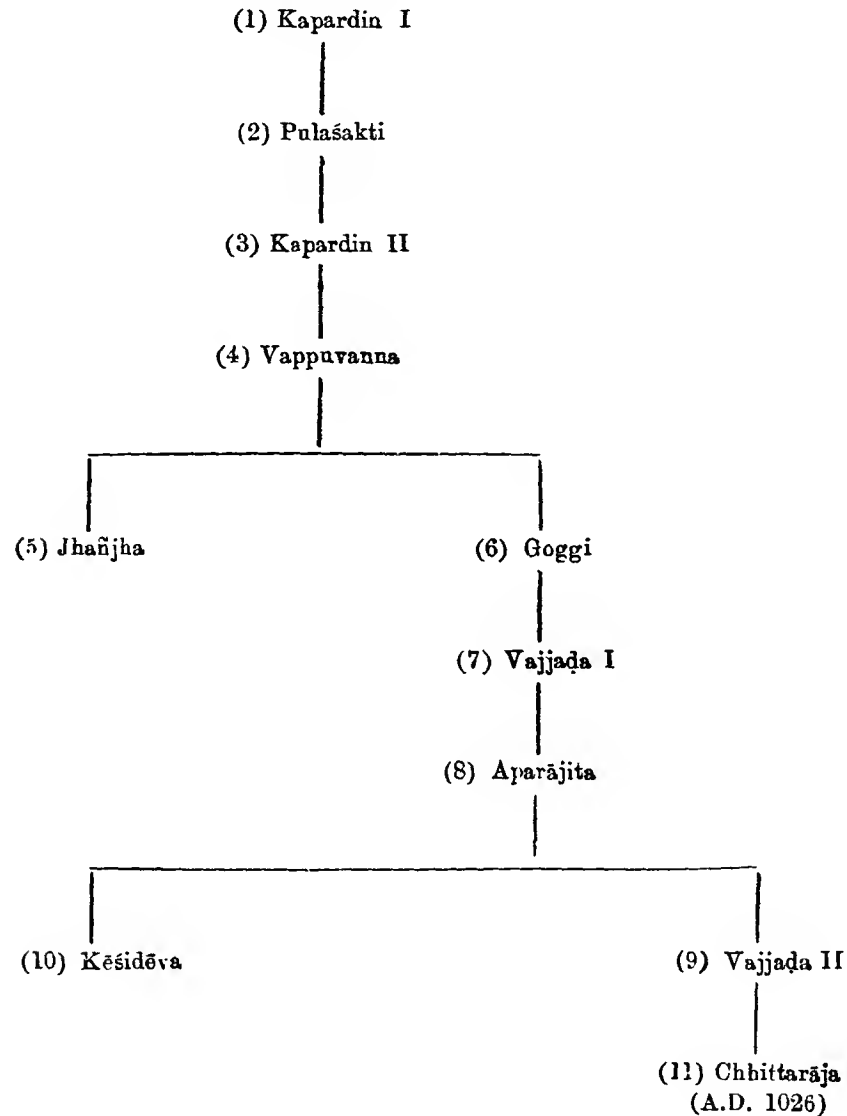 (1) Kapardin I
(2) Pulaśakti
(3) Kapardin II
(4) Vappuvanna
(5) Jhañjha (6) Goggi
(7) Vajjaḍa I
(8) Aparājita
(10) Kēśidēva (9) Vajjaḍa II
(11) Chhittarāja
(A.D. 1026)